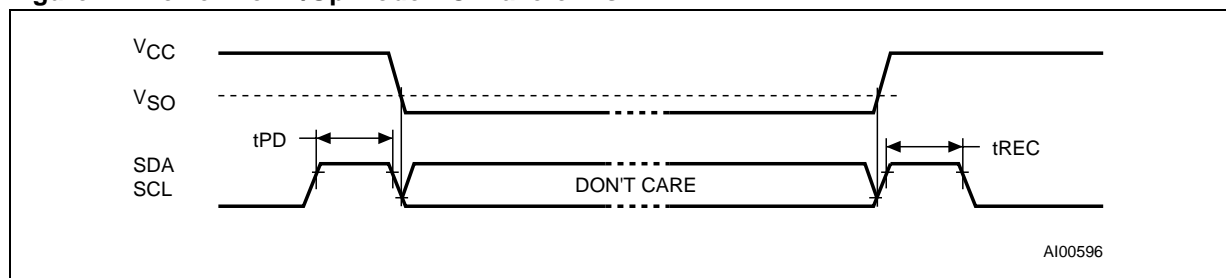 VCC
VSO
tPD
tREC
SDA
SCL
DON'T CARE
AI00596